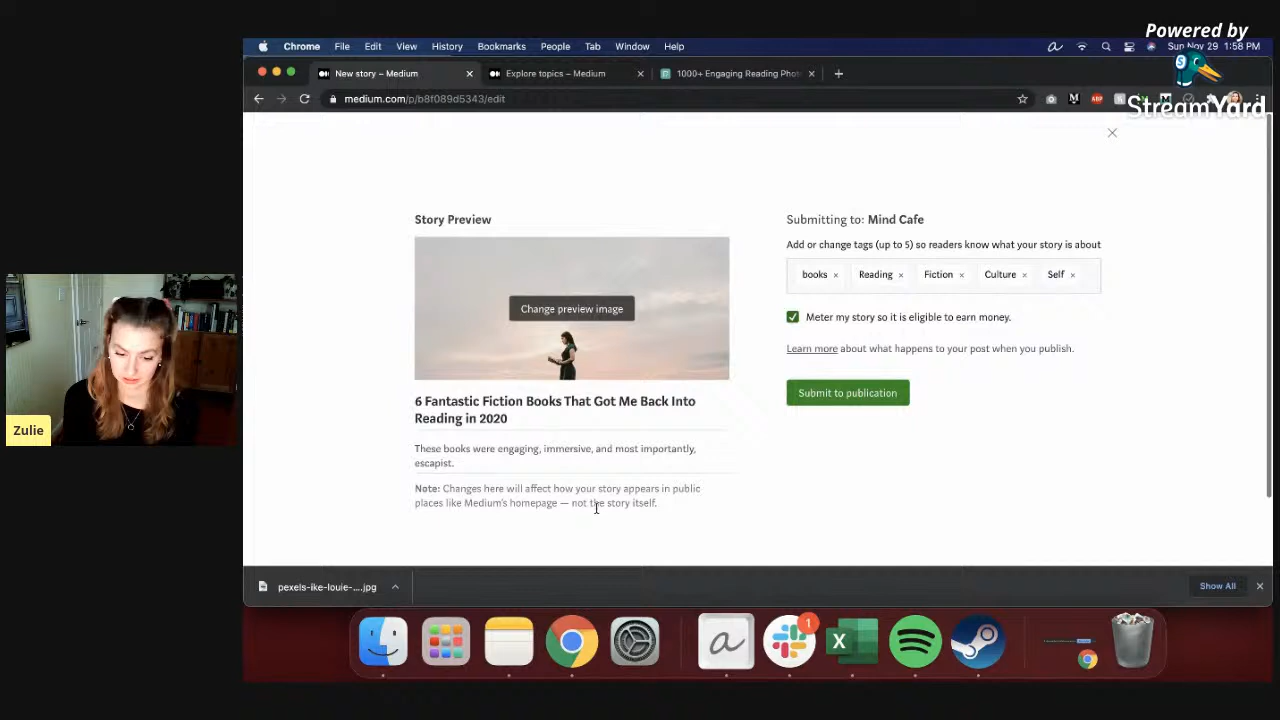 Powered by
StreamYard
Chrome File Edit View History Bookmarks People Tab Window Help
Sun Nov 29 1:58 PM
New story – Medium
Explore topics – Medium
1000+ Engaging Reading Phot
medium.com/p/b8f089d5343/edit
Story Preview
Change preview image
6 Fantastic Fiction Books That Got Me Back Into
Reading in 2020
These books were engaging, immersive, and most importantly,
escapist.
Note: Changes here will affect how your story appears in public
places like Medium's homepage — not the story itself.
Submitting to: Mind Cafe
Add or change tags (up to 5) so readers know what your story is about
books × Reading × Fiction × Culture × Self ×
Meter my story so it is eligible to earn money.
Learn more about what happens to your post when you publish.
Submit to publication
Zulie
pexels-ike-louie-....jpg
Show All
1